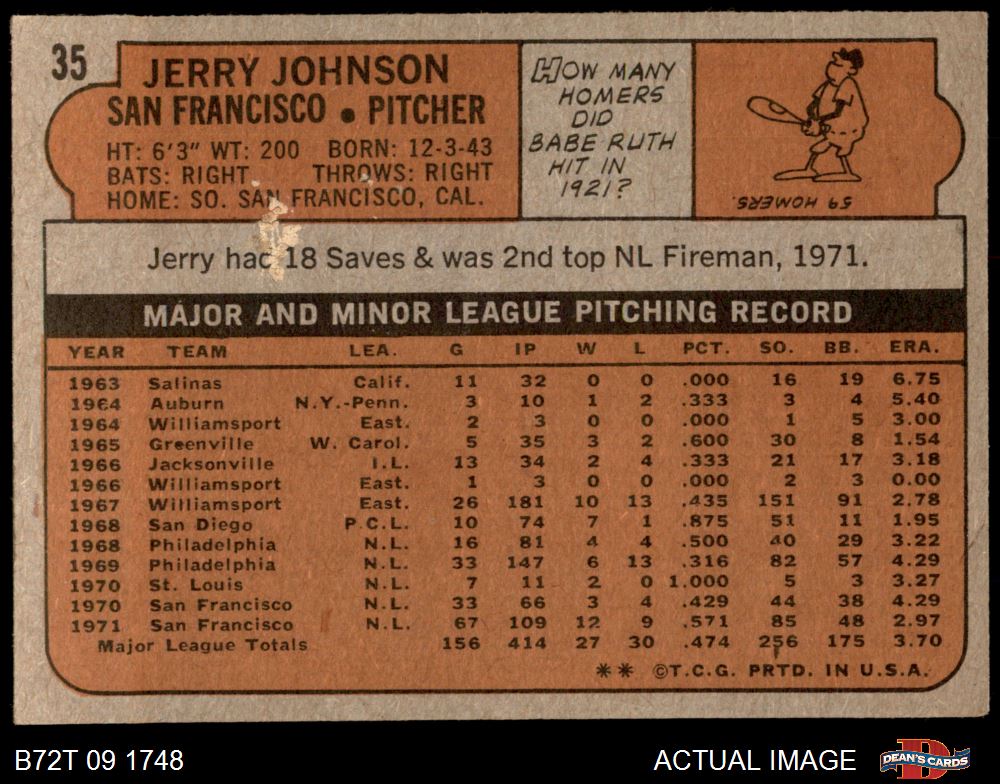 35
JERRY JOHNSON
SAN FRANCISCO • PITCHER
HT: 6'3" WT: 200 BORN: 12-3-43
BATS: RIGHT THROWS: RIGHT
HOME: SO. SAN FRANCISCO, CAL.
HOW MANY
HOMERS
DID
BABE RUTH
HIT IN
1921?
59 HOMERS.
Jerry had 18 Saves & was 2nd top NL Fireman, 1971.
MAJOR AND MINOR LEAGUE PITCHING RECORD
YEAR TEAM LEA. G IP W L PCT. SO. BB. ERA.
1963 Salinas Calif. 11 32 0 0 .000 16 19 6.75
1964 Auburn N.Y.-Penn. 3 10 1 2 .333 3 4 5.40
1964 Williamsport East. 2 3 0 0 .000 1 5 3.00
1965 Greenville W. Carol. 5 35 3 2 .600 30 8 1.54
1966 Jacksonville I.L. 13 34 2 4 .333 21 17 3.18
1966 Williamsport East. 1 3 0 0 .000 2 3 0.00
1967 Williamsport East. 26 181 10 13 .435 151 91 2.78
1968 San Diego P.C.L. 10 74 7 1 .875 51 11 1.95
1968 Philadelphia N.L. 16 81 4 4 .500 40 29 3.22
1969 Philadelphia N.L. 33 147 6 13 .316 82 57 4.29
1970 St. Louis N.L. 7 11 2 0 1.000 5 3 3.27
1970 San Francisco N.L. 33 66 3 4 .429 44 38 4.29
1971 San Francisco N.L. 67 109 12 9 .571 85 48 2.97
Major League Totals 156 414 27 30 .474 256 175 3.70
** ©T.C.G. PRTD. IN U.S.A.
B72T 09 1748
ACTUAL IMAGE
DEAN'S CARDS